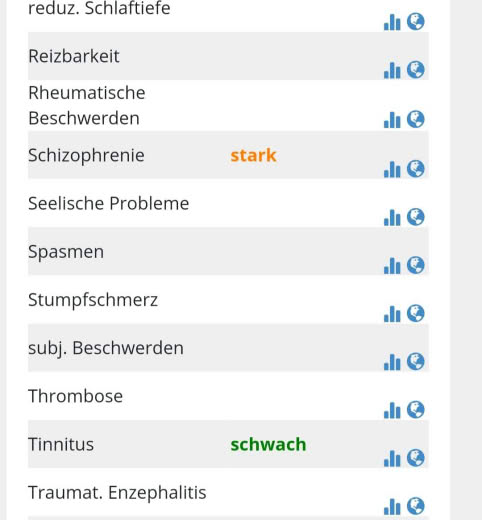 reduz. Schlaftiefe
Reizbarkeit
Rheumatische
Beschwerden
Schizophrenie stark
Seelische Probleme
Spasmen
Stumpfschmerz
subj. Beschwerden
Thrombose
Tinnitus schwach
Traumat. Enzephalitis